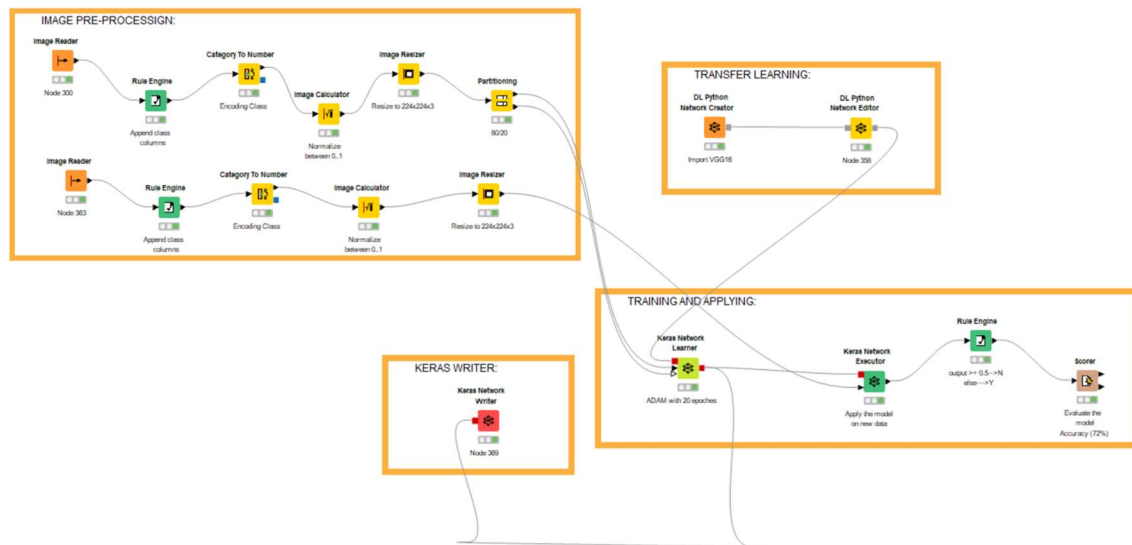 IMAGE PRE-PROCESSIGN:
Image Reader
Node 300
Rule Engine
Append class
columns
Category To Number
Encoding Class
Image Calculator
Normalize
between 0..1
Image Resizer
Resize to 224x224x3
Partitioning
80/20
Image Reader
Node 363
Rule Engine
Append class
columns
Category To Number
Encoding Class
Image Calculator
Normalize
between 0..1
Image Resizer
Resize to 224x224x3
TRANSFER LEARNING:
DL Python
Network Creator
Import VGG16
DL Python
Network Editor
Node 358
TRAINING AND APPLYING:
Keras Network
Learner
ADAM with 20 epoches
Keras Network
Executor
Apply the model
on new data
Rule Engine
output >= 0.5-->N
else--->Y
Scorer
Evaluate the
model
Accuracy (72%)
KERAS WRITER:
Keras Network
Writer
Node 369